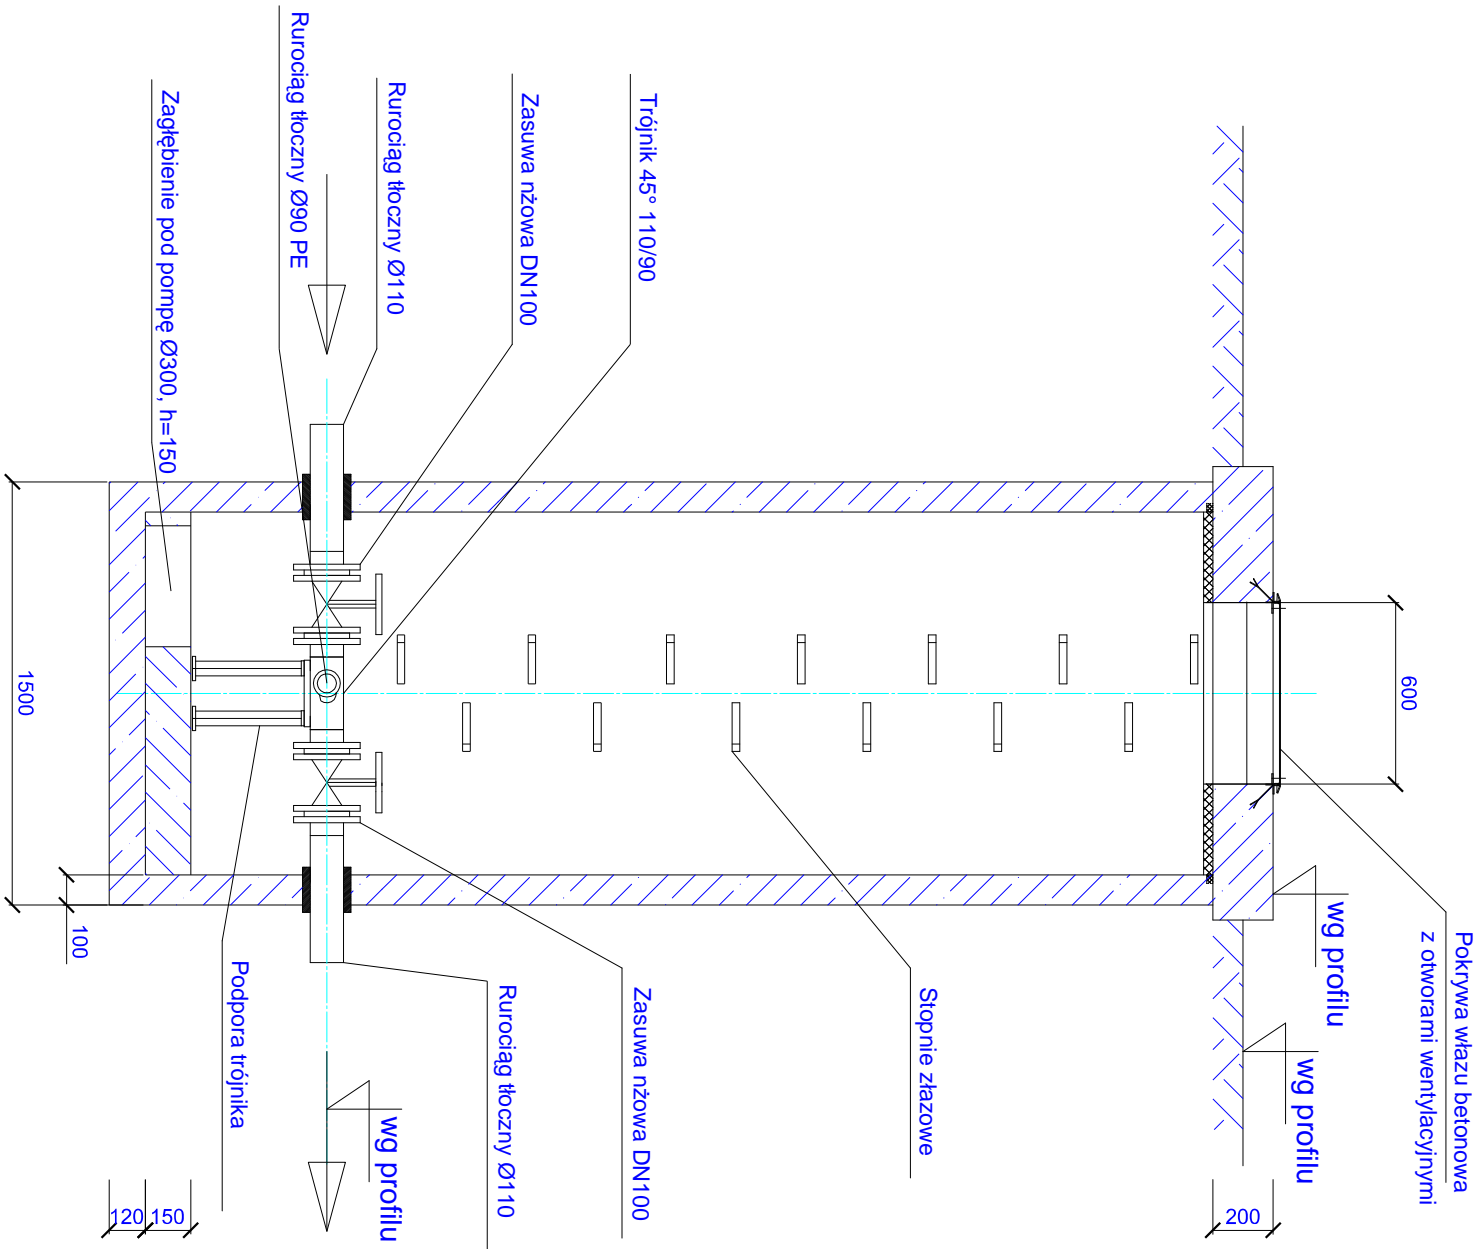 Pokrywa włazu betonowa
z otworami wentylacyjnymi
600
wg profilu
wg profilu
200
Trójnik 45° 110/90
Zasuwa nżowa DN100
Rurociąg tłoczny Ø110
Rurociąg tłoczny Ø90 PE
Zagłębienie pod pompę Ø300, h=150
Stopnie złazowe
Zasuwa nżowa DN100
Rurociąg tłoczny Ø110
wg profilu
Podpora trójnika
150
120
100
1500